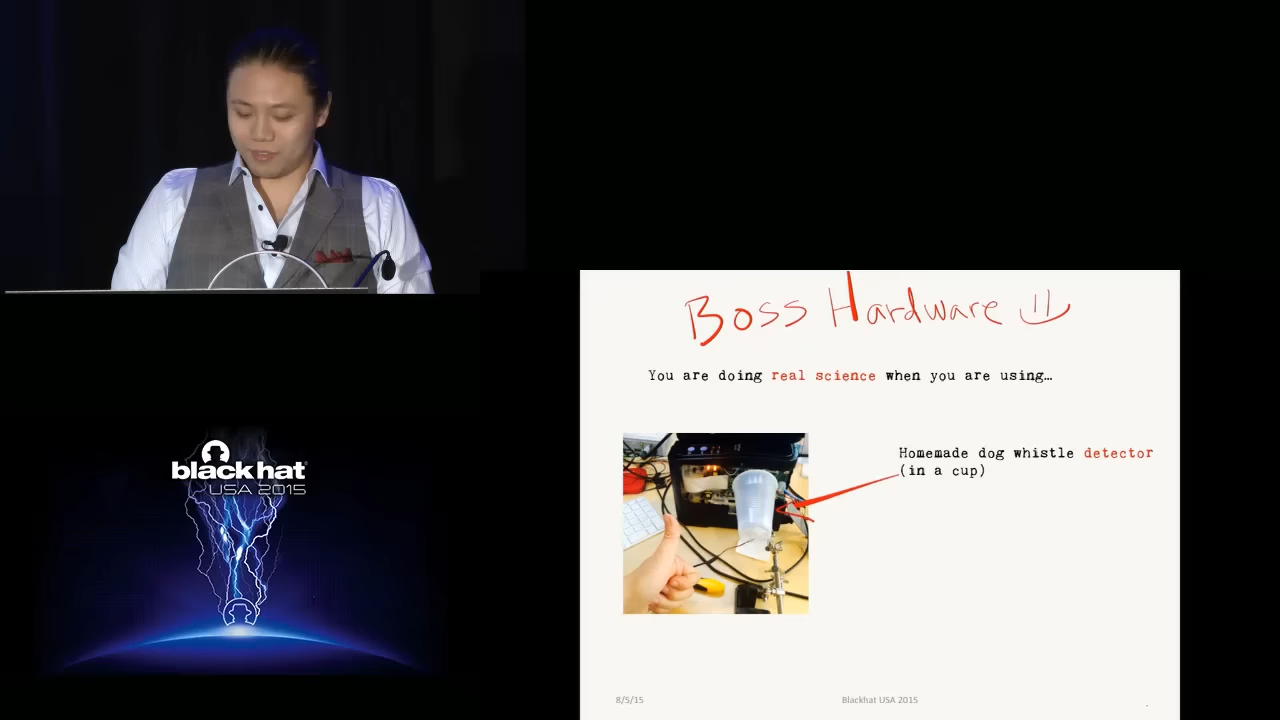 Boss Hardware
You are doing real science when you are using…
Homemade dog whistle detector
(in a cup)
black hat
USA 2015
8/5/15
Blackhat USA 2015